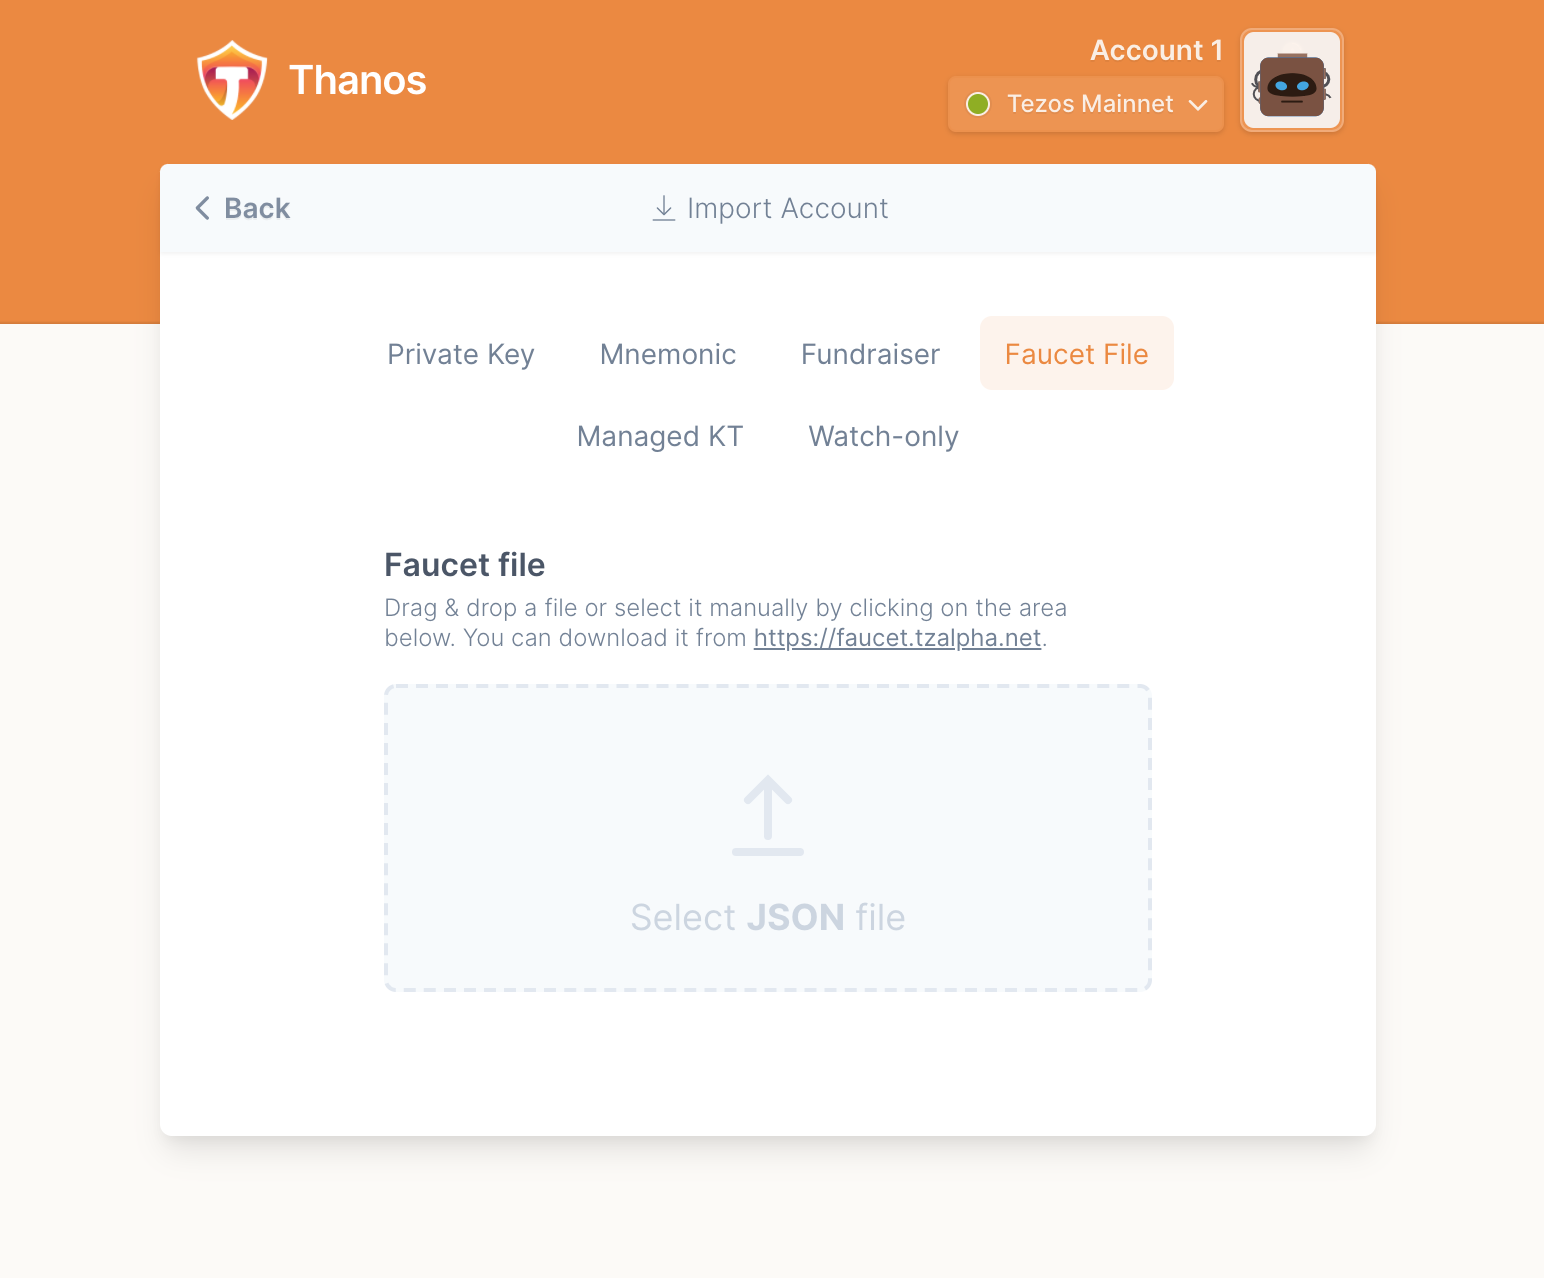 Thanos
Account 1
Tezos Mainnet
Back
Import Account
Private Key
Mnemonic
Fundraiser
Faucet File
Managed KT
Watch-only
Faucet file
Drag & drop a file or select it manually by clicking on the area
below. You can download it from https://faucet.tzalpha.net.
Select JSON file